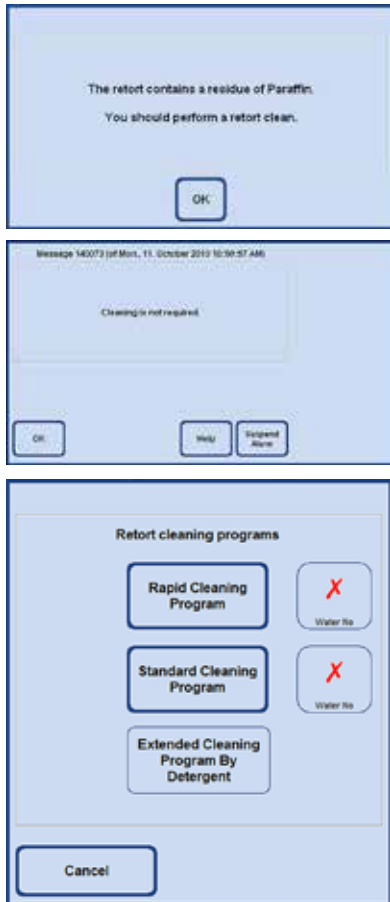 The retort contains a residue of Paraffin.
You should perform a retort clean.
OK
Message 140073 (of Mon., 11. October 2010 10:50:57 AM)
Cleaning is not required.
OK
Help
Suspend
Alarm
Retort cleaning programs
Rapid Cleaning
Program
Water No
Standard Cleaning
Program
Water No
Extended Cleaning
Program By
Detergent
Cancel